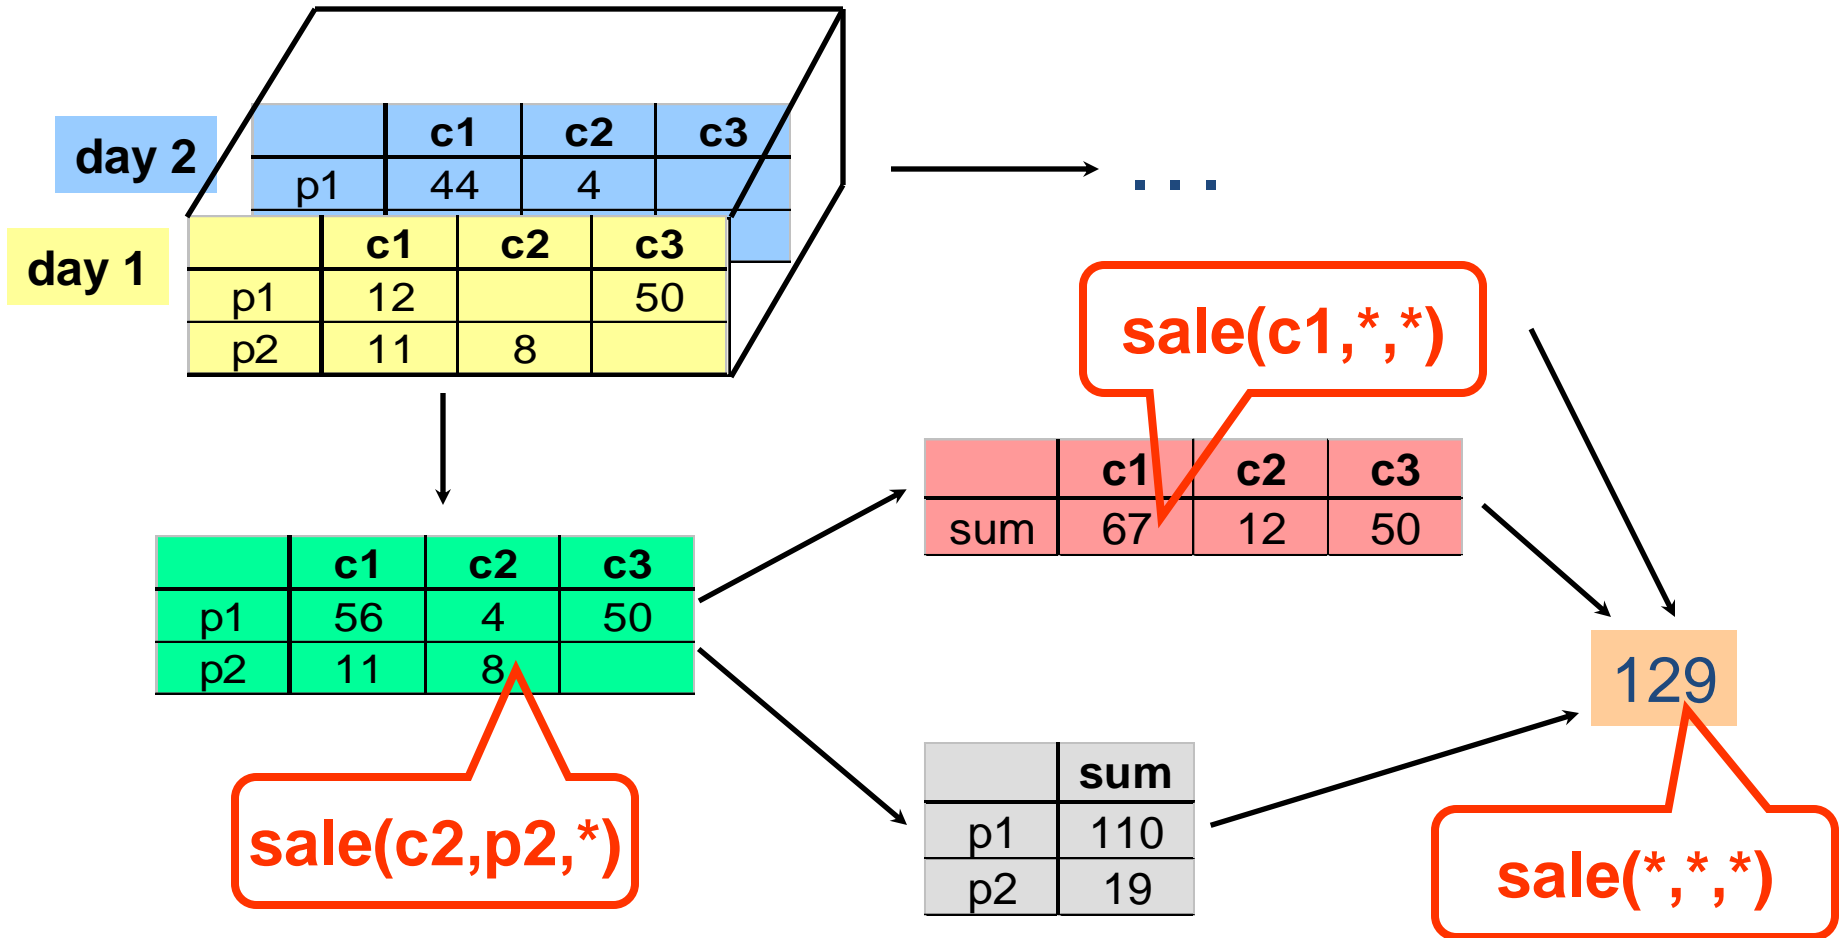 day 2
c1 c2 c3
p1 44 4
day 1
c1 c2 c3
p1 12 50
p2 11 8
. . .
sale(c1,*,*)
c1 c2 c3
sum 67 12 50
c1 c2 c3
p1 56 4 50
p2 11 8
129
sale(c2,p2,*)
sum
p1 110
p2 19
sale(*,*,*)